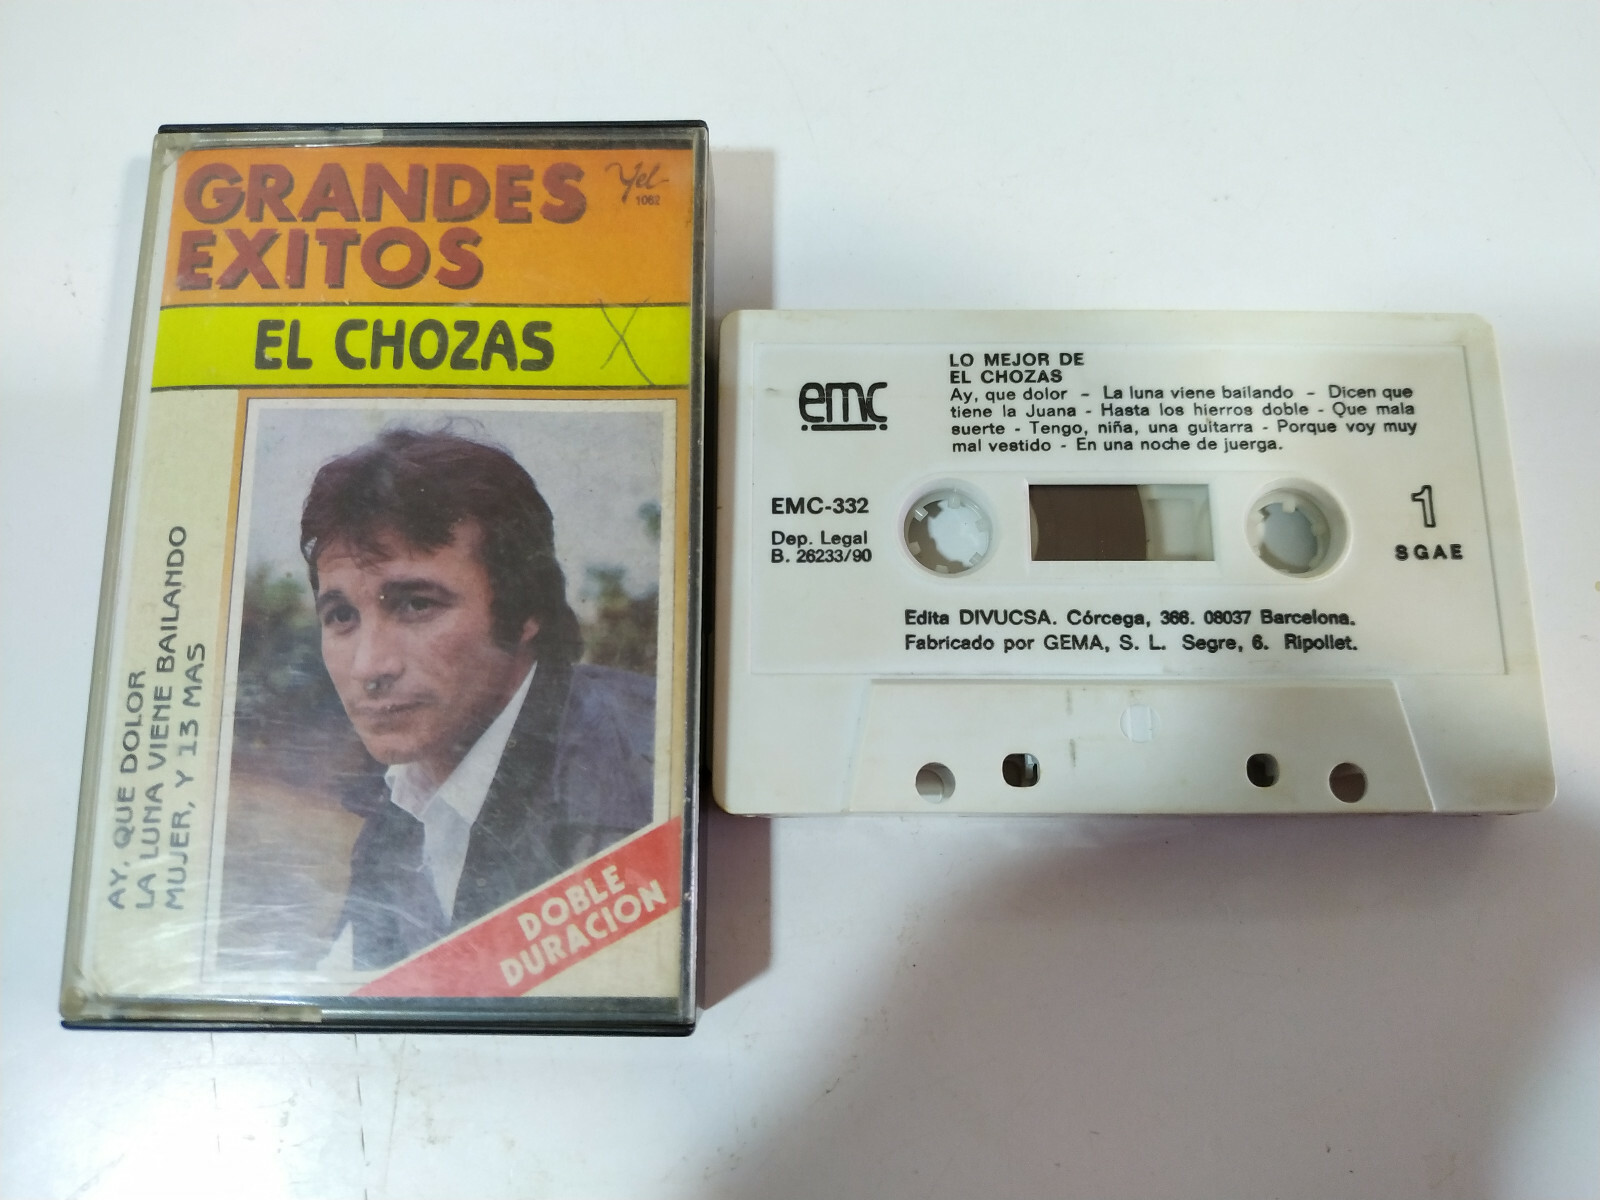 GRANDES
EXITOS
Yel
1062
EL CHOZAS
X
AY, QUE DOLOR
LA LUNA VIENE BAILANDO
MUJER, Y 13 MAS
DOBLE
DURACION
emc
LO MEJOR DE
EL CHOZAS
Ay, que dolor - La luna viene bailando - Dicen que
tiene la Juana - Hasta los hierros doble - Que mala
suerte - Tengo, niña, una guitarra - Porque voy muy
mal vestido - En una noche de juerga.
EMC-332
Dep. Legal
B. 26233/90
1
SGAE
Edita DIVUCSA. Córcega, 366. 08037 Barcelona.
Fabricado por GEMA, S. L. Segre, 6. Ripollet.